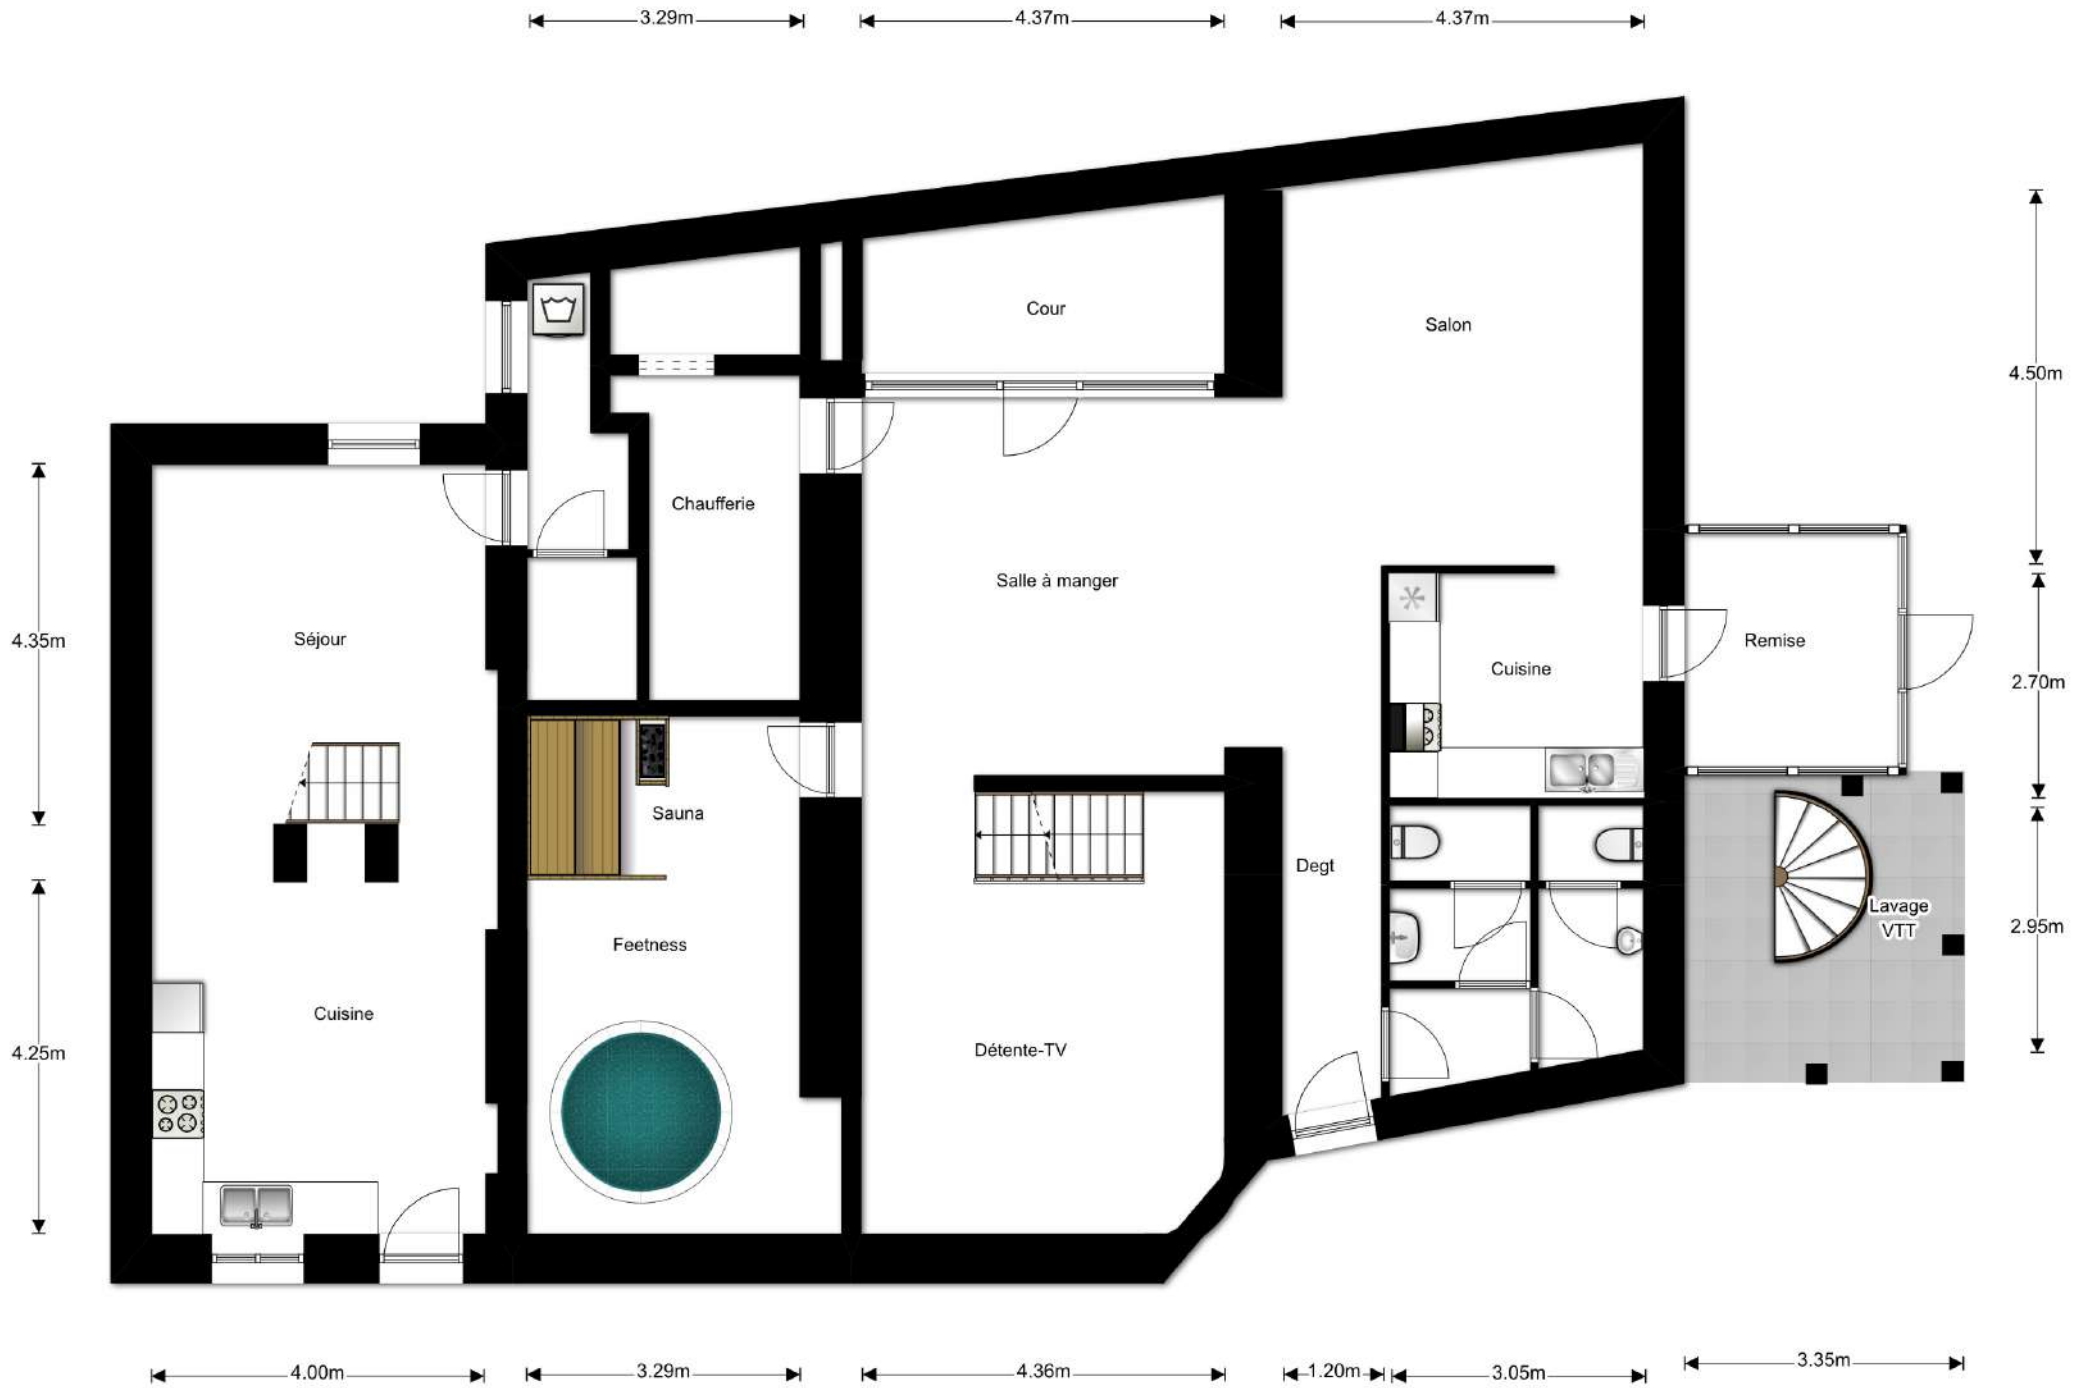 3.29m
4.37m
4.37m
Cour
Salon
4.50m
Chaufferie
Salle à manger
Séjour
4.35m
Cuisine
Remise
2.70m
Sauna
Degt
Lavage
VTT
2.95m
Feetness
Cuisine
Détente-TV
4.25m
4.00m
3.29m
4.36m
1.20m
3.05m
3.35m